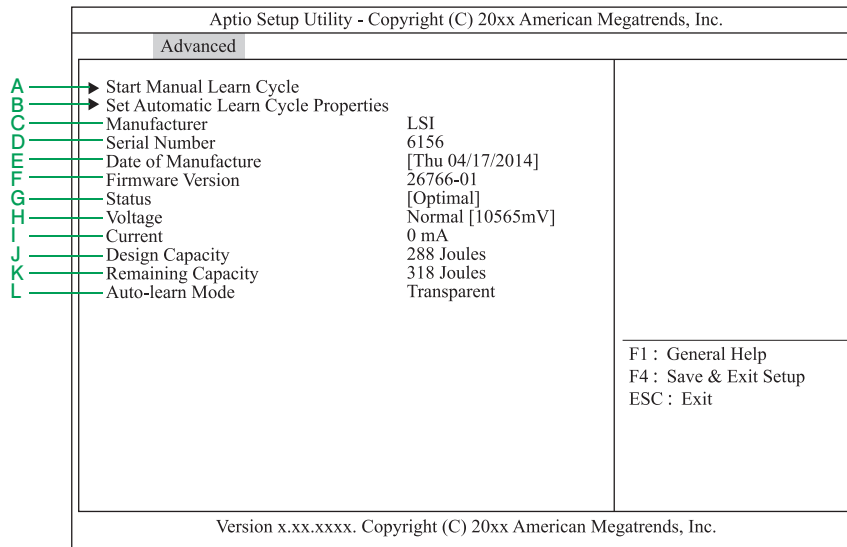 Aptio Setup Utility - Copyright (C) 20xx American Megatrends, Inc.
Advanced
A ▶ Start Manual Learn Cycle
B ▶ Set Automatic Learn Cycle Properties
C Manufacturer LSI
D Serial Number 6156
E Date of Manufacture [Thu 04/17/2014]
F Firmware Version 26766-01
G Status [Optimal]
H Voltage Normal [10565mV]
I Current 0 mA
J Design Capacity 288 Joules
K Remaining Capacity 318 Joules
L Auto-learn Mode Transparent
F1 : General Help
F4 : Save & Exit Setup
ESC : Exit
Version x.xx.xxxx. Copyright (C) 20xx American Megatrends, Inc.